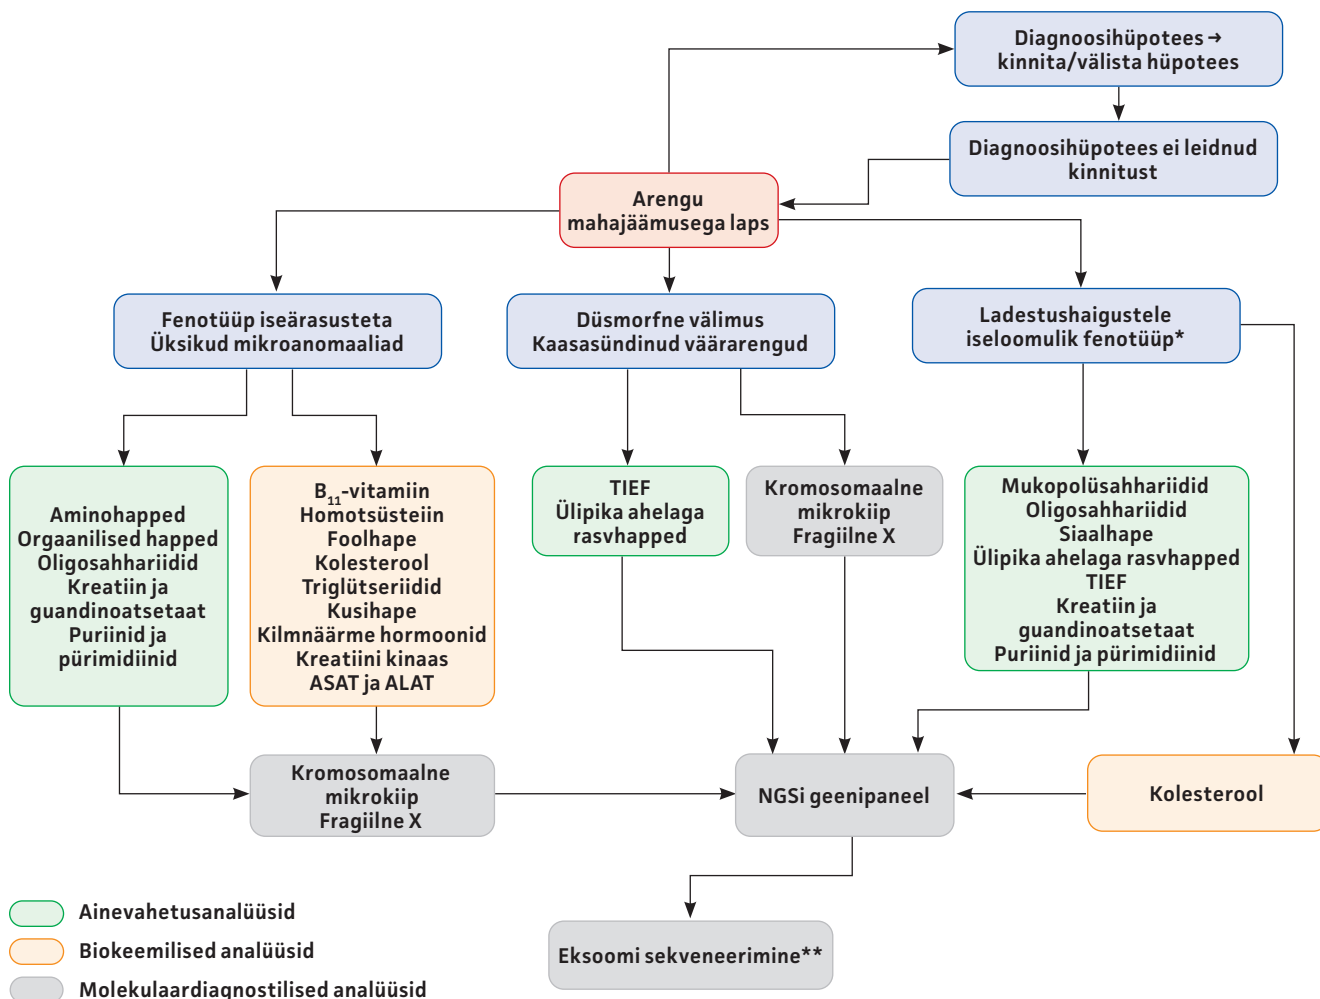 Diagnoosihüpotees →
kinnita/välista hüpotees
Diagnoosihüpotees ei leidnud
kinnitust
Arengu
mahajäämusega laps
Fenotüüp iseärasusteta
Üksikud mikroanomaaliad
Düsmorfne välimus
Kaasasündinud väärarengud
Ladestushaigustele
iseloomulik fenotüüp*
Aminohapped
Orgaanilised happed
Oligosahhariidid
Kreatiin ja
guandinoatsetaat
Puriinid ja
pürimidiinid
B₁₁-vitamiin
Homotsüsteiin
Foolhape
Kolesterool
Triglütseriidid
Kusihape
Kilmnäärme hormoonid
Kreatiini kinaas
ASAT ja ALAT
TIEF
Ülipika ahelaga
rasvhapped
Kromosomaalne
mikrokiip
Fragiilne X
Mukopolüsahhariidid
Oligosahhariidid
Siaalhape
Ülipika ahelaga rasvhapped
TIEF
Kreatiin ja
guandinoatsetaat
Puriinid ja pürimidiinid
Kromosomaalne
mikrokiip
Fragiilne X
NGSi geenipaneel
Kolesterool
Eksoomi sekveneerimine**
Ainevahetusanalüüsid
Biokeemilised analüüsid
Molekulaardiagnostilised analüüsid